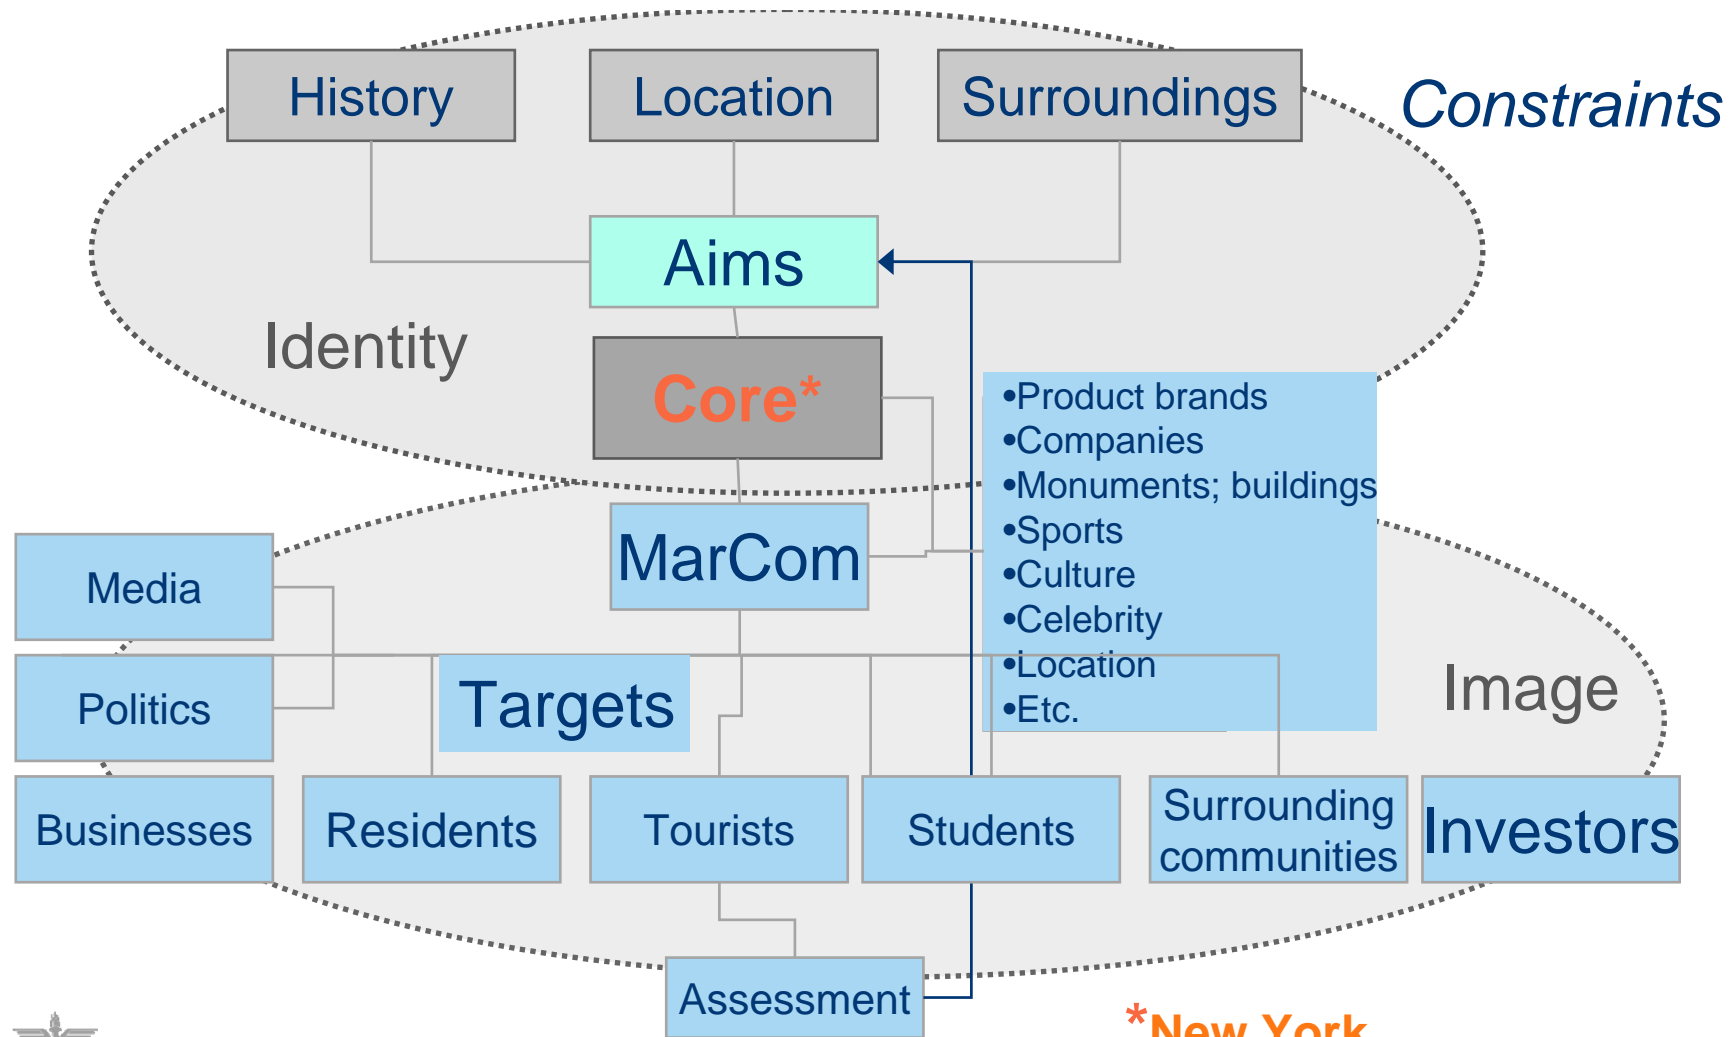 History
Location
Surroundings
Constraints
Aims
Identity
Core*
•Product brands
•Companies
•Monuments; buildings
•Sports
•Culture
•Celebrity
•Location
•Etc.
MarCom
Media
Politics
Targets
Image
Businesses
Residents
Tourists
Students
Surrounding
communities
Investors
Assessment
*New York